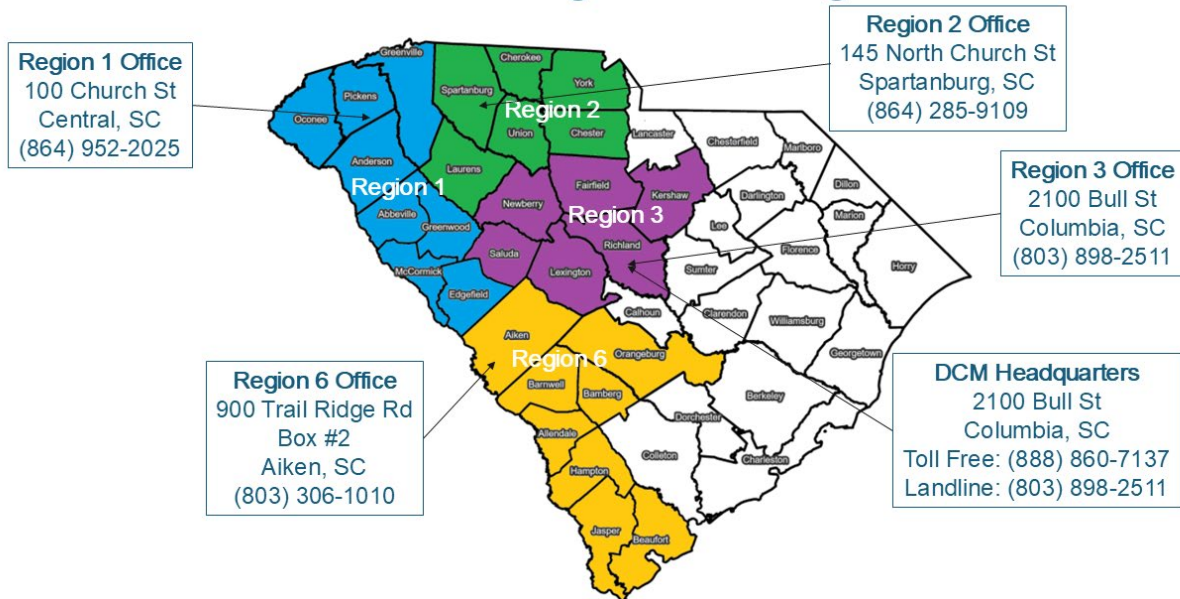 Region 1 Office
100 Church St
Central, SC
(864) 952-2025
Region 2 Office
145 North Church St
Spartanburg, SC
(864) 285-9109
Region 3 Office
2100 Bull St
Columbia, SC
(803) 898-2511
Region 6 Office
900 Trail Ridge Rd
Box #2
Aiken, SC
(803) 306-1010
DCM Headquarters
2100 Bull St
Columbia, SC
Toll Free: (888) 860-7137
Landline: (803) 898-2511
Region 1
Oconee
Pickens
Greenville
Anderson
Abbeville
Greenwood
McCormick
Edgefield
Region 2
Spartanburg
Cherokee
York
Union
Chester
Laurens
Region 3
Fairfield
Kershaw
Newberry
Richland
Saluda
Lexington
Region 6
Aiken
Orangeburg
Barnwell
Bamberg
Allendale
Hampton
Jasper
Beaufort
Lancaster
Chesterfield
Marlboro
Darlington
Dillon
Marion
Lee
Florence
Horry
Sumter
Calhoun
Clarendon
Williamsburg
Georgetown
Berkeley
Dorchester
Colleton
Charleston